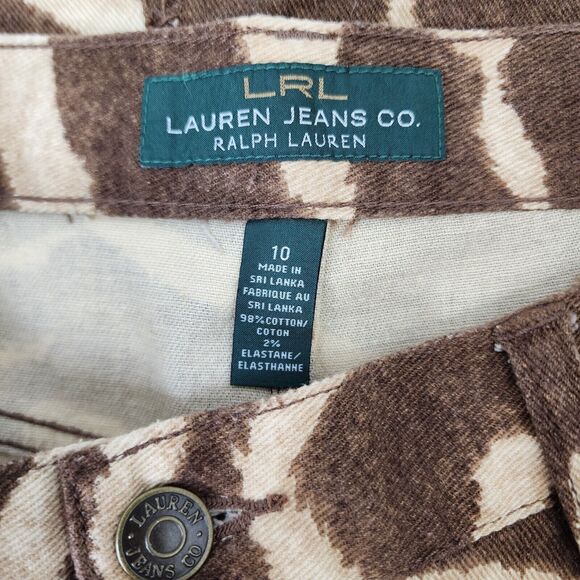 LRL
LAUREN JEANS CO.
RALPH LAUREN
10
MADE IN
SRI LANKA
FABRIQUE AU
SRI LANKA
98% COTTON/
COTON
2%
ELASTANE/
ELASTHANNE
LAUREN
JEANS CO